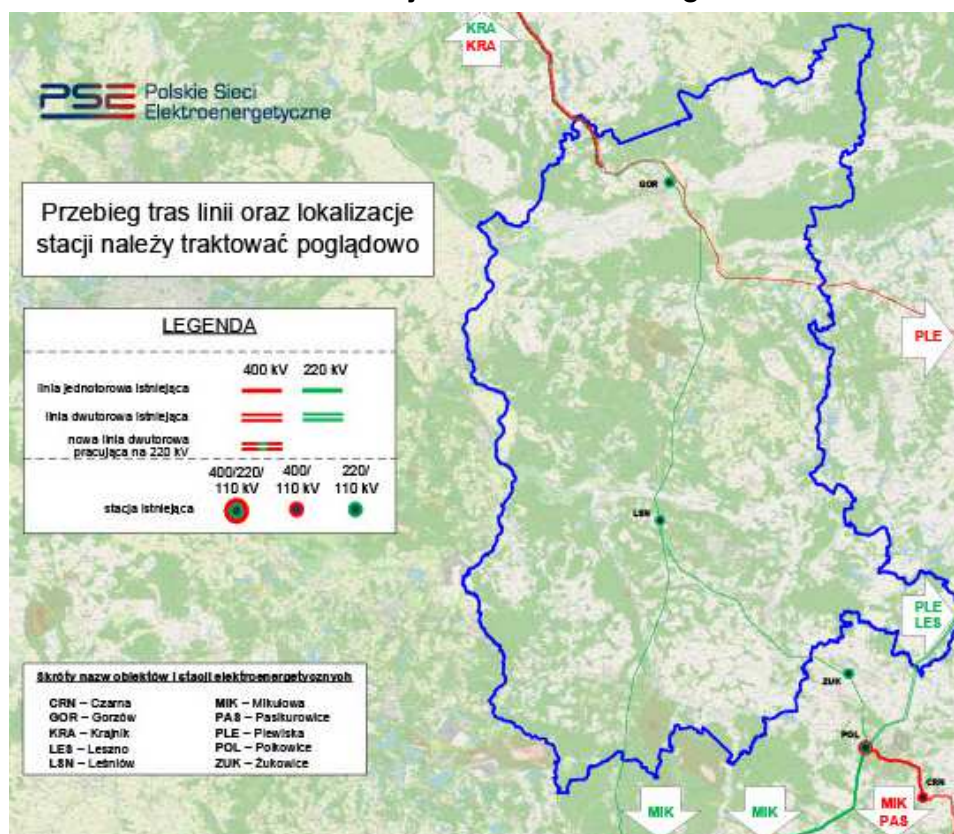 KRA
KRA
PSE Polskie Sieci
Elektroenergetyczne
GOR
Przebieg tras linii oraz lokalizacje
stacji należy traktować poglądowo
LEGENDA
400 kV 220 kV
linia jednotorowa istniejąca
linia dwutorowa istniejąca
nowa linia dwutorowa
pracująca na 220 kV
400/220/ 400/ 220/
110 kV 110 kV 110 kV
stacja istniejąca
PLE
LSN
PLE
LES
Skróty nazw obiektów i stacji elektroenergetycznych
CRN – Czarna MIK – Mikułowa
GOR – Gorzów PAS – Pasikurowice
KRA – Krajnik PLE – Plewiska
LES – Leszno POL – Polkowice
LSN – Leśniów ZUK – Żukowice
ZUK
POL
CRN
MIK
MIK
MIK
PAS